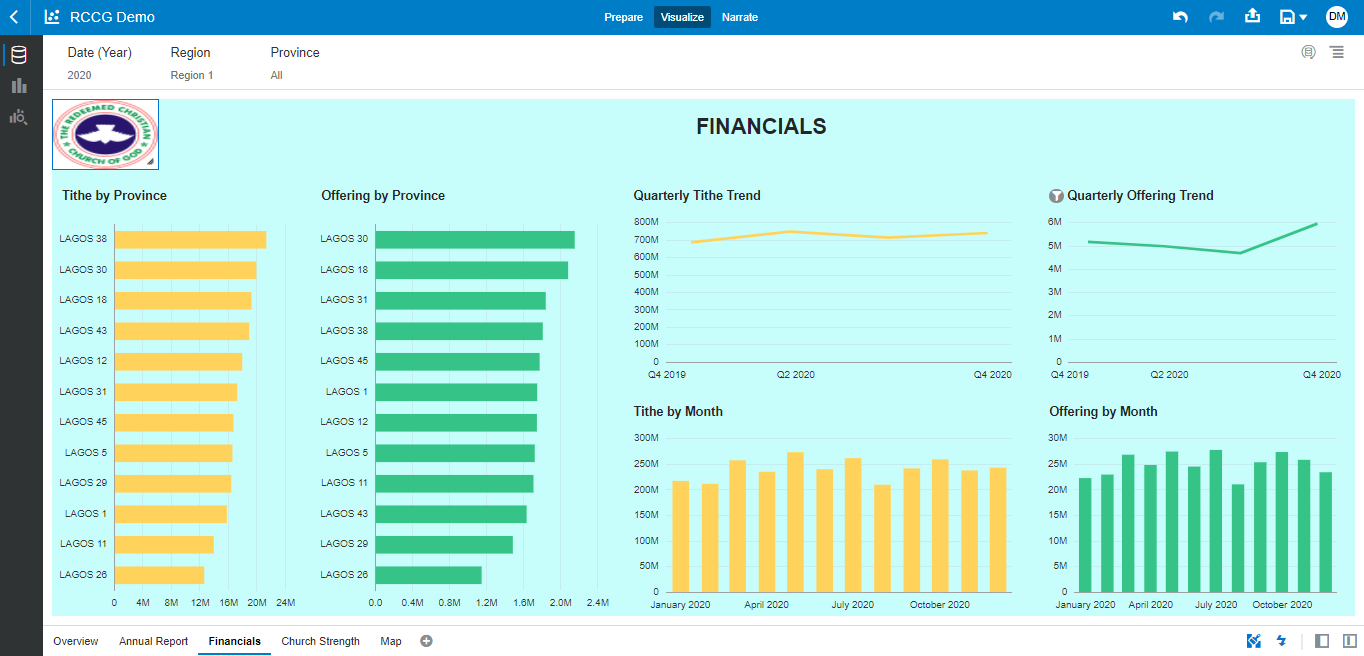 RCCG Demo
Prepare Visualize Narrate
DM
Date (Year) Region Province
2020 Region 1 All
THE REDEEMED CHRISTIAN
CHURCH OF GOD
FINANCIALS
Tithe by Province
LAGOS 38
LAGOS 30
LAGOS 18
LAGOS 43
LAGOS 12
LAGOS 31
LAGOS 45
LAGOS 5
LAGOS 29
LAGOS 1
LAGOS 11
LAGOS 26
0 4M 8M 12M 16M 20M 24M
Offering by Province
LAGOS 30
LAGOS 18
LAGOS 31
LAGOS 38
LAGOS 45
LAGOS 1
LAGOS 12
LAGOS 5
LAGOS 11
LAGOS 43
LAGOS 29
LAGOS 26
0.0 0.4M 0.8M 1.2M 1.6M 2.0M 2.4M
Quarterly Tithe Trend
800M
700M
600M
500M
400M
300M
200M
100M
0
Q4 2019 Q2 2020 Q4 2020
Quarterly Offering Trend
6M
5M
4M
3M
2M
1M
0
Q4 2019 Q2 2020 Q4 2020
Tithe by Month
300M
250M
200M
150M
100M
50M
0
January 2020 April 2020 July 2020 October 2020
Offering by Month
30M
25M
20M
15M
10M
5M
0
January 2020 April 2020 July 2020 October 2020
Overview Annual Report Financials Church Strength Map